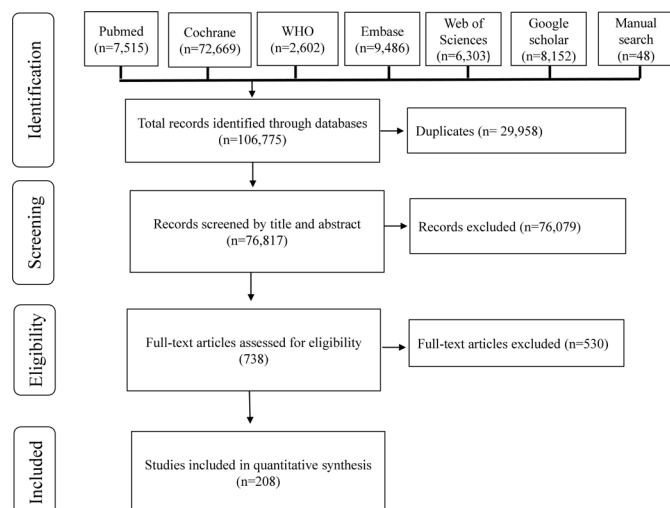 Identification
Pubmed
(n=7,515)
Cochrane
(n=72,669)
WHO
(n=2,602)
Embase
(n=9,486)
Web of
Sciences
(n=6,303)
Google
scholar
(n=8,152)
Manual
search
(n=48)
Total records identified through databases
(n=106,775)
Duplicates (n= 29,958)
Screening
Records screened by title and abstract
(n=76,817)
Records excluded (n=76,079)
Eligibility
Full-text articles assessed for eligibility
(738)
Full-text articles excluded (n=530)
Included
Studies included in quantitative synthesis
(n=208)